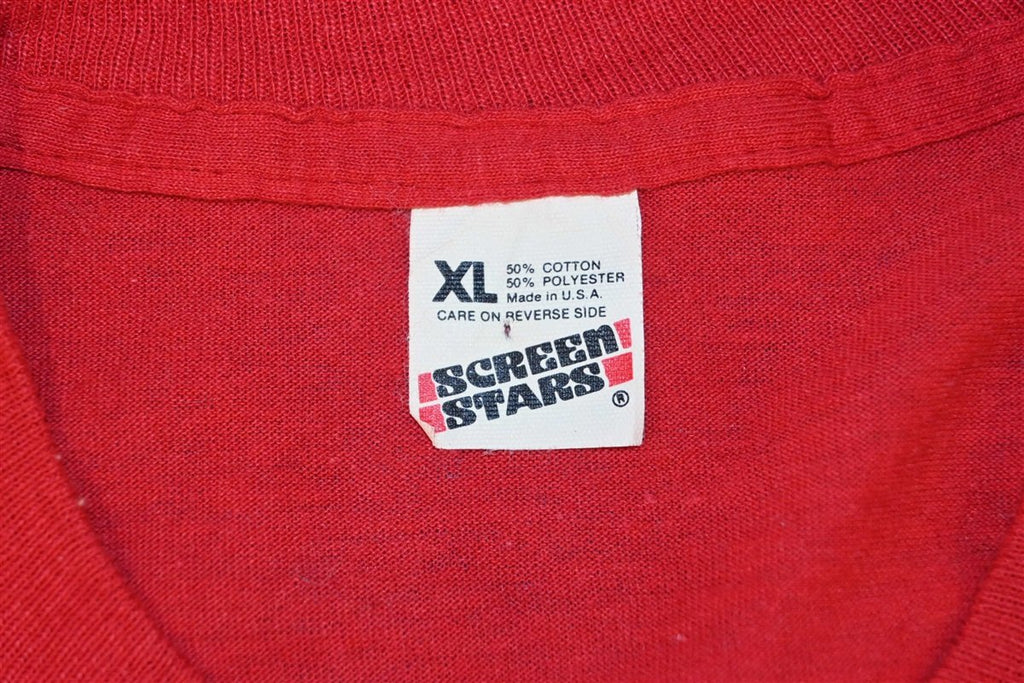 XL 50% COTTON
50% POLYESTER
Made in U.S.A.
CARE ON REVERSE SIDE
SCREEN
STARS ®